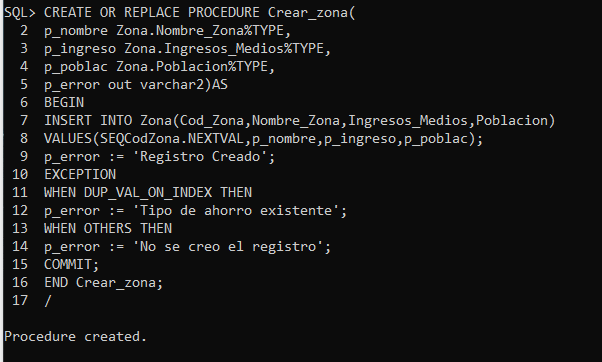 SQL> CREATE OR REPLACE PROCEDURE Crear_zona(
2 p_nombre Zona.Nombre_Zona%TYPE,
3 p_ingreso Zona.Ingresos_Medios%TYPE,
4 p_poblac Zona.Poblacion%TYPE,
5 p_error out varchar2)AS
6 BEGIN
7 INSERT INTO Zona(Cod_Zona,Nombre_Zona,Ingresos_Medios,Poblacion)
8 VALUES(SEQCodZona.NEXTVAL,p_nombre,p_ingreso,p_poblac);
9 p_error := 'Registro Creado';
10 EXCEPTION
11 WHEN DUP_VAL_ON_INDEX THEN
12 p_error := 'Tipo de ahorro existente';
13 WHEN OTHERS THEN
14 p_error := 'No se creo el registro';
15 COMMIT;
16 END Crear_zona;
17 /
Procedure created.